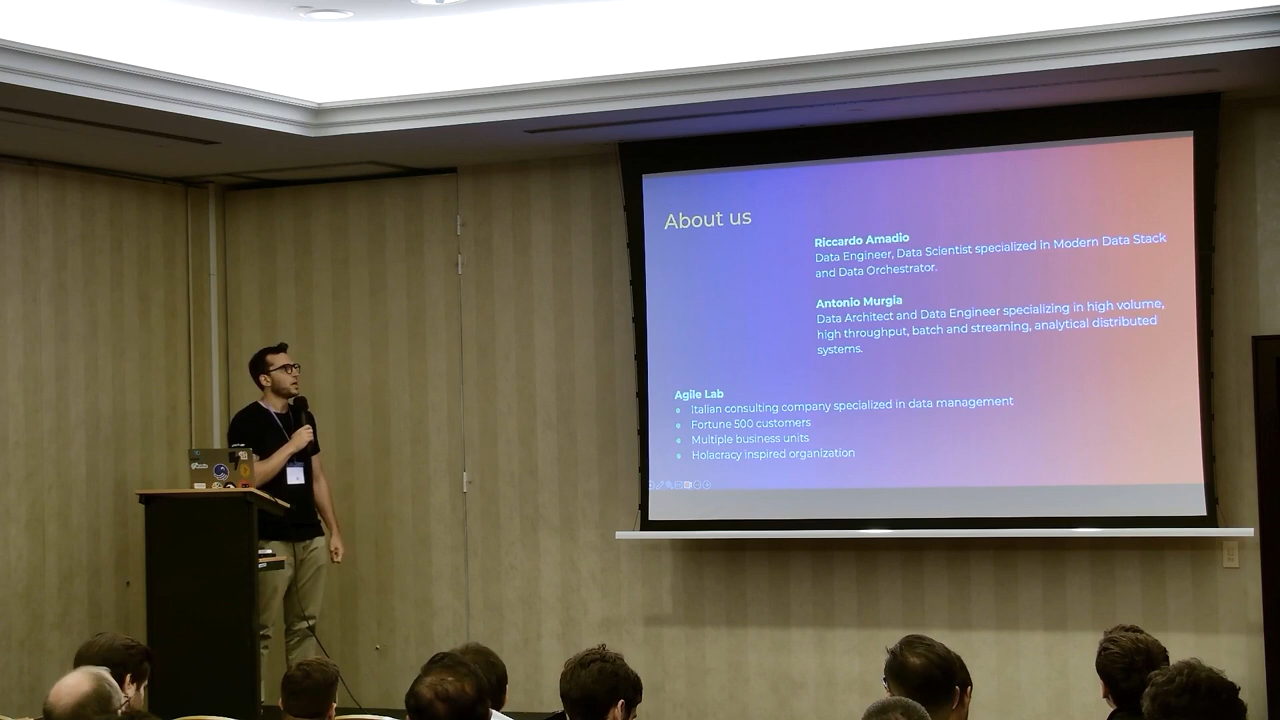 About us
Riccardo Amadio
Data Engineer, Data Scientist specialized in Modern Data Stack
and Data Orchestrator.
Antonio Murgia
Data Architect and Data Engineer specializing in high volume,
high throughput, batch and streaming, analytical distributed
systems.
Agile Lab
Italian consulting company specialized in data management
Fortune 500 customers
Multiple business units
Holacracy inspired organization